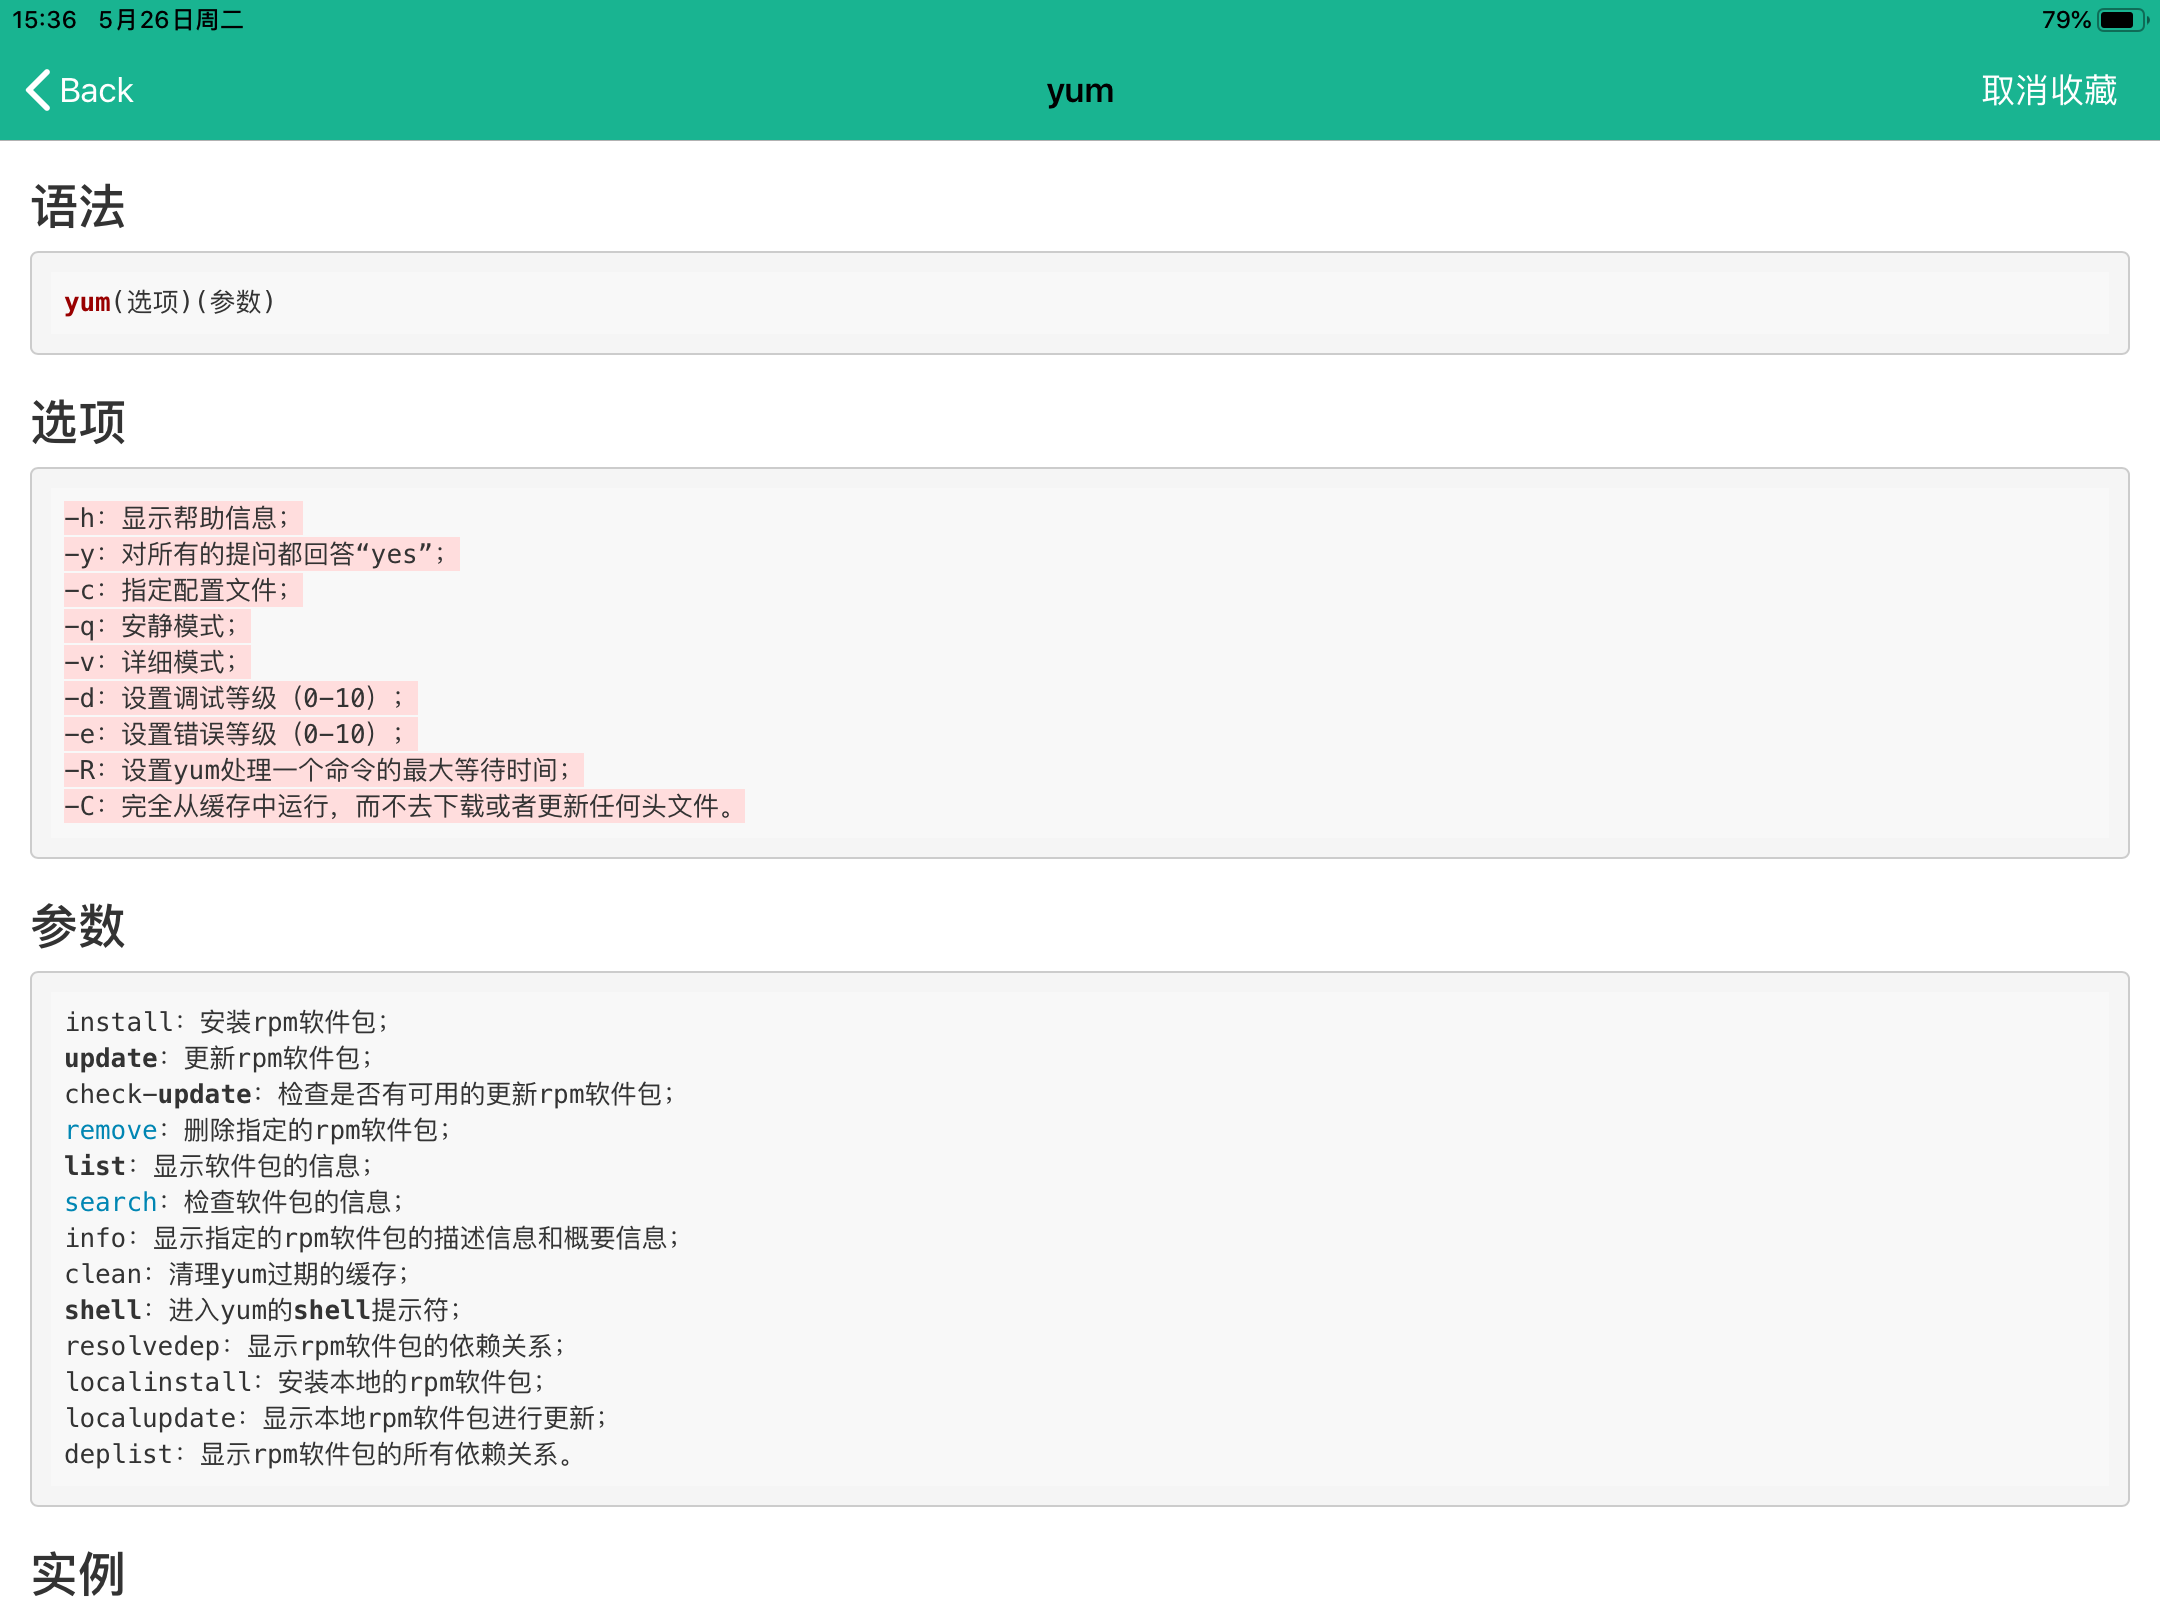 15:36 5月26日周二 79%
Back yum 取消收藏
语法
yum(选项)(参数)
选项
-h：显示帮助信息；
-y：对所有的提问都回答“yes”；
-c：指定配置文件；
-q：安静模式；
-v：详细模式；
-d：设置调试等级（0-10）；
-e：设置错误等级（0-10）；
-R：设置yum处理一个命令的最大等待时间；
-C：完全从缓存中运行，而不去下载或者更新任何头文件。
参数
install：安装rpm软件包；
update：更新rpm软件包；
check-update：检查是否有可用的更新rpm软件包；
remove：删除指定的rpm软件包；
list：显示软件包的信息；
search：检查软件包的信息；
info：显示指定的rpm软件包的描述信息和概要信息；
clean：清理yum过期的缓存；
shell：进入yum的shell提示符；
resolvedep：显示rpm软件包的依赖关系；
localinstall：安装本地的rpm软件包；
localupdate：显示本地rpm软件包进行更新；
deplist：显示rpm软件包的所有依赖关系。
实例